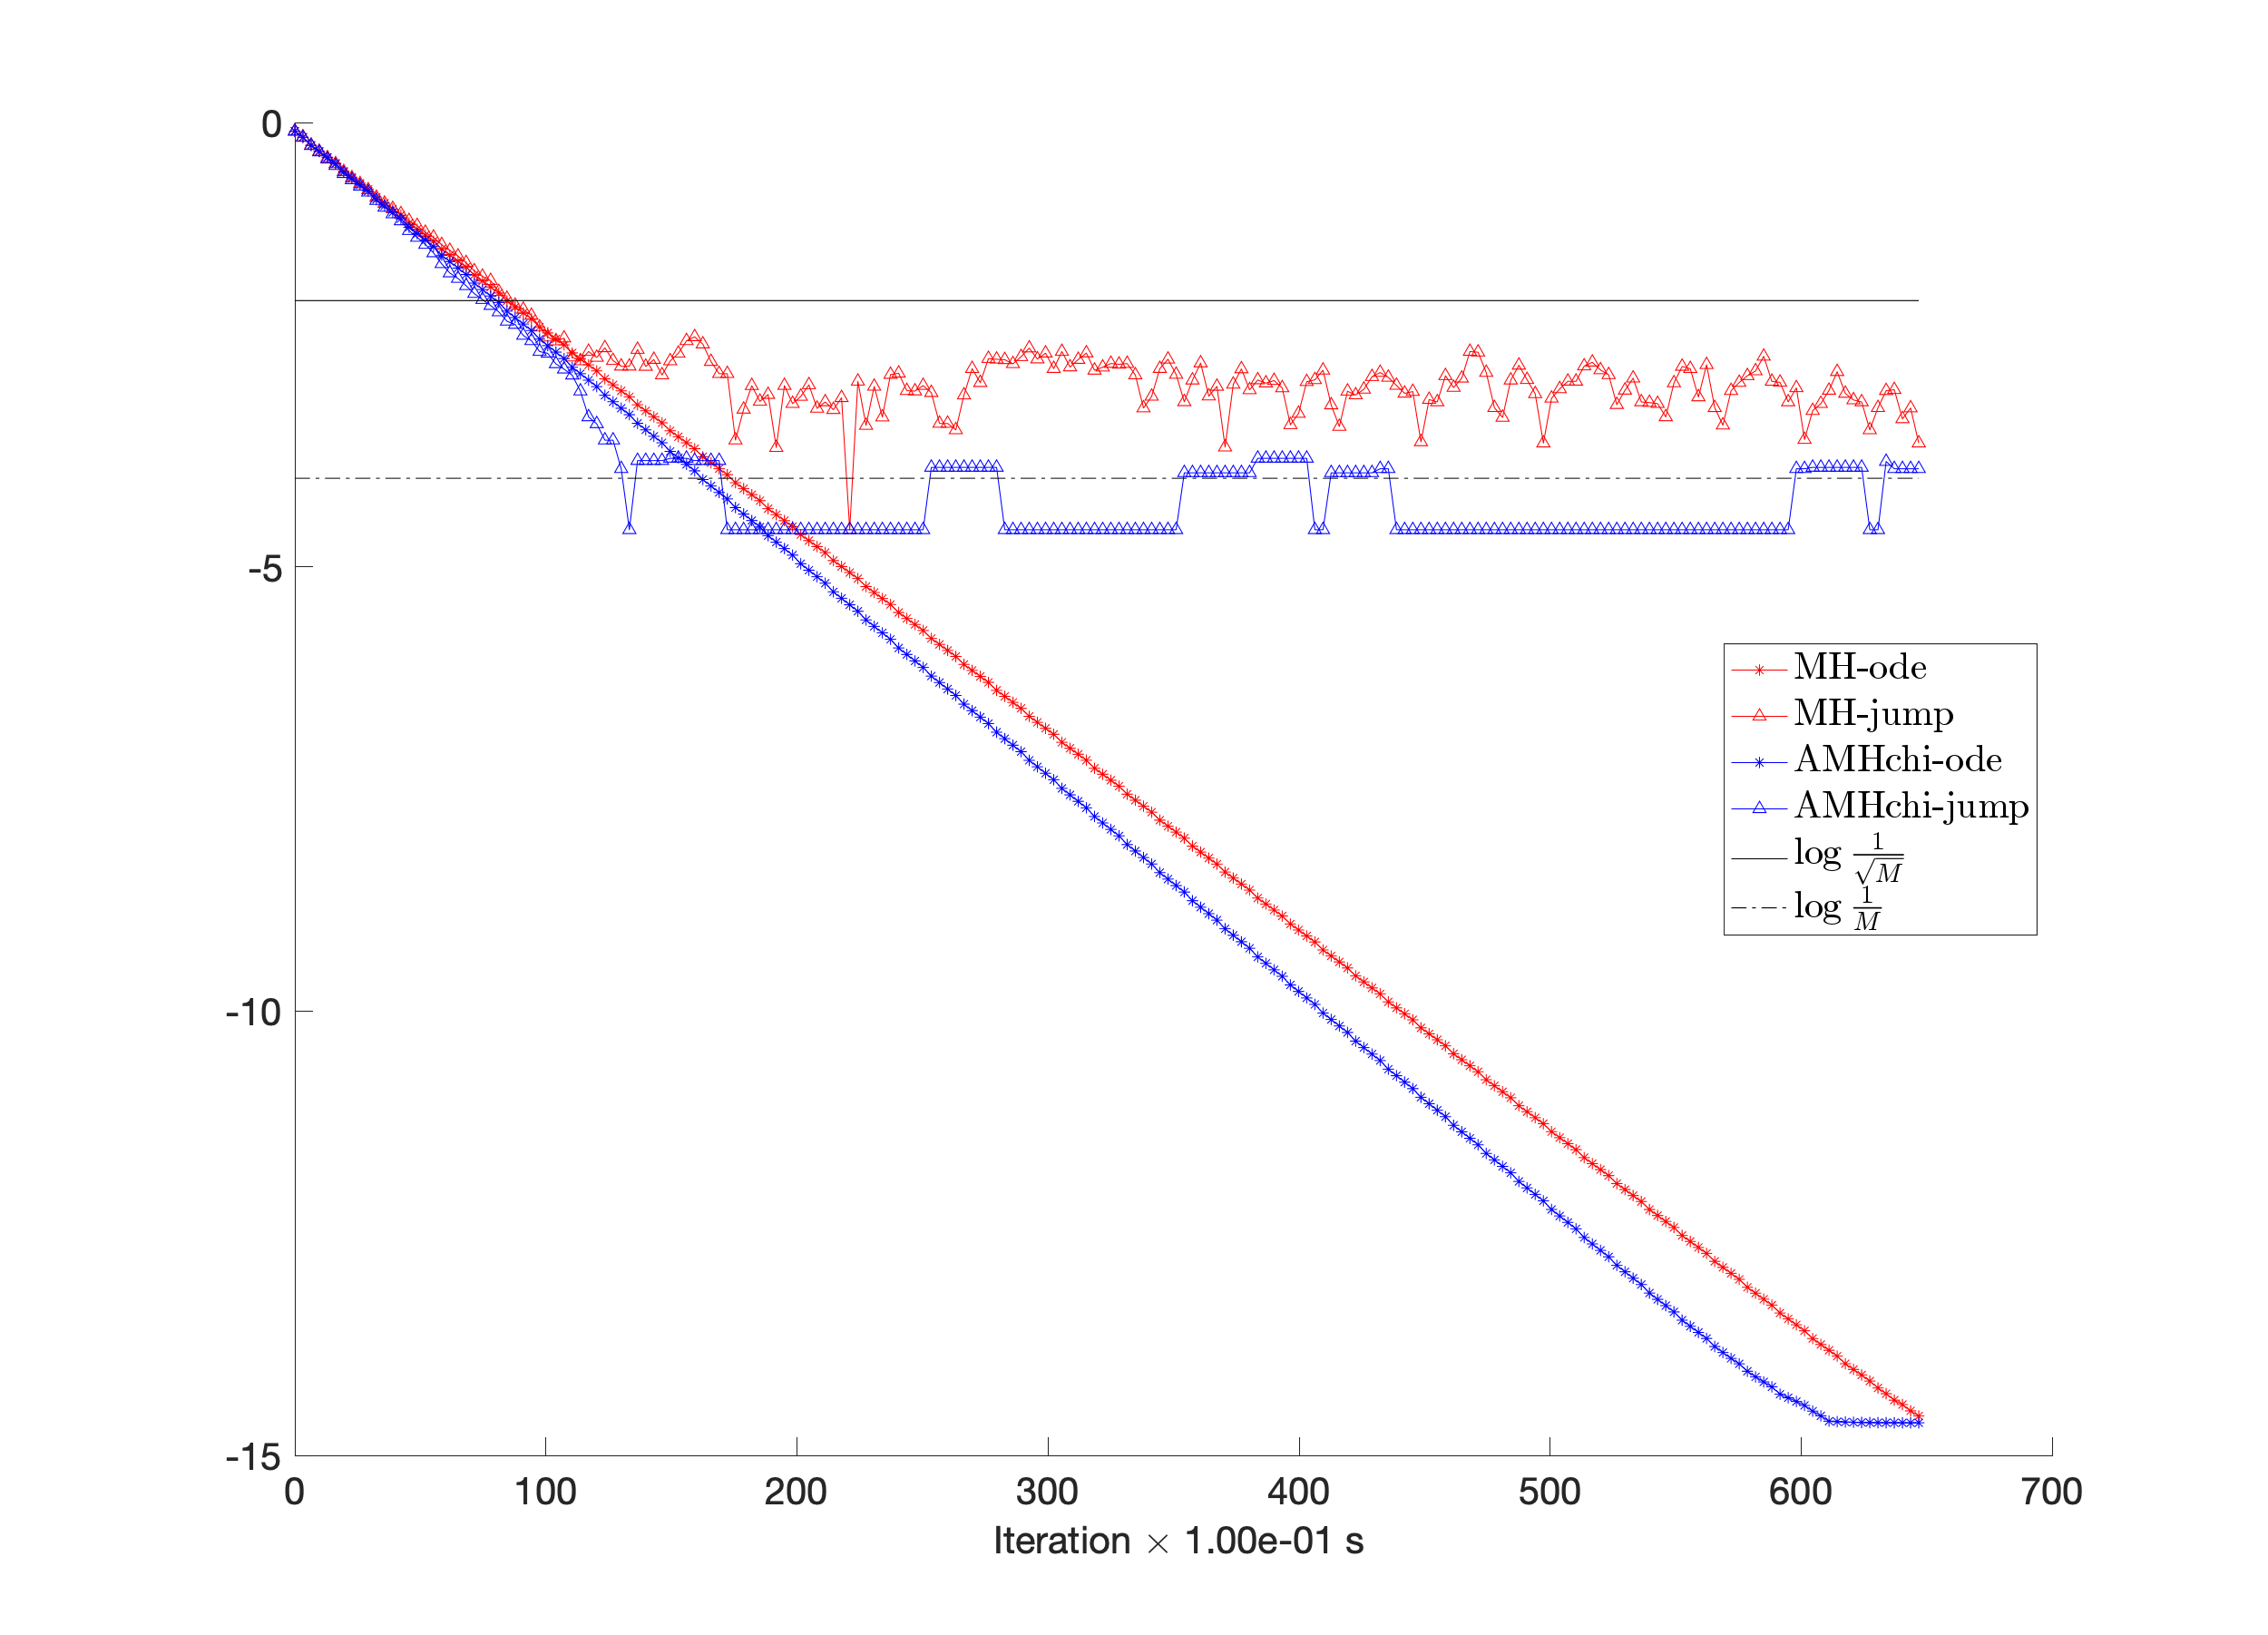 0
-5
-10
-15
0 100 200 300 400 500 600 700
Iteration × 1.00e-01 s
MH-ode
MH-jump
AMHchi-ode
AMHchi-jump
log 1/√M
log 1/M